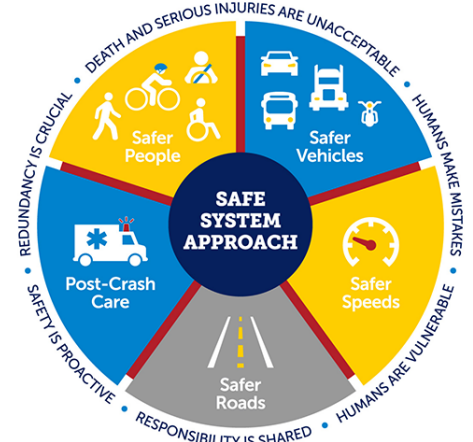 DEATH AND SERIOUS INJURIES ARE UNACCEPTABLE
HUMANS MAKE MISTAKES
HUMANS ARE VULNERABLE
RESPONSIBILITY IS SHARED
SAFETY IS PROACTIVE
REDUNDANCY IS CRUCIAL
Safer
People
Safer
Vehicles
SAFE
SYSTEM
APPROACH
Post-Crash
Care
Safer
Speeds
Safer
Roads